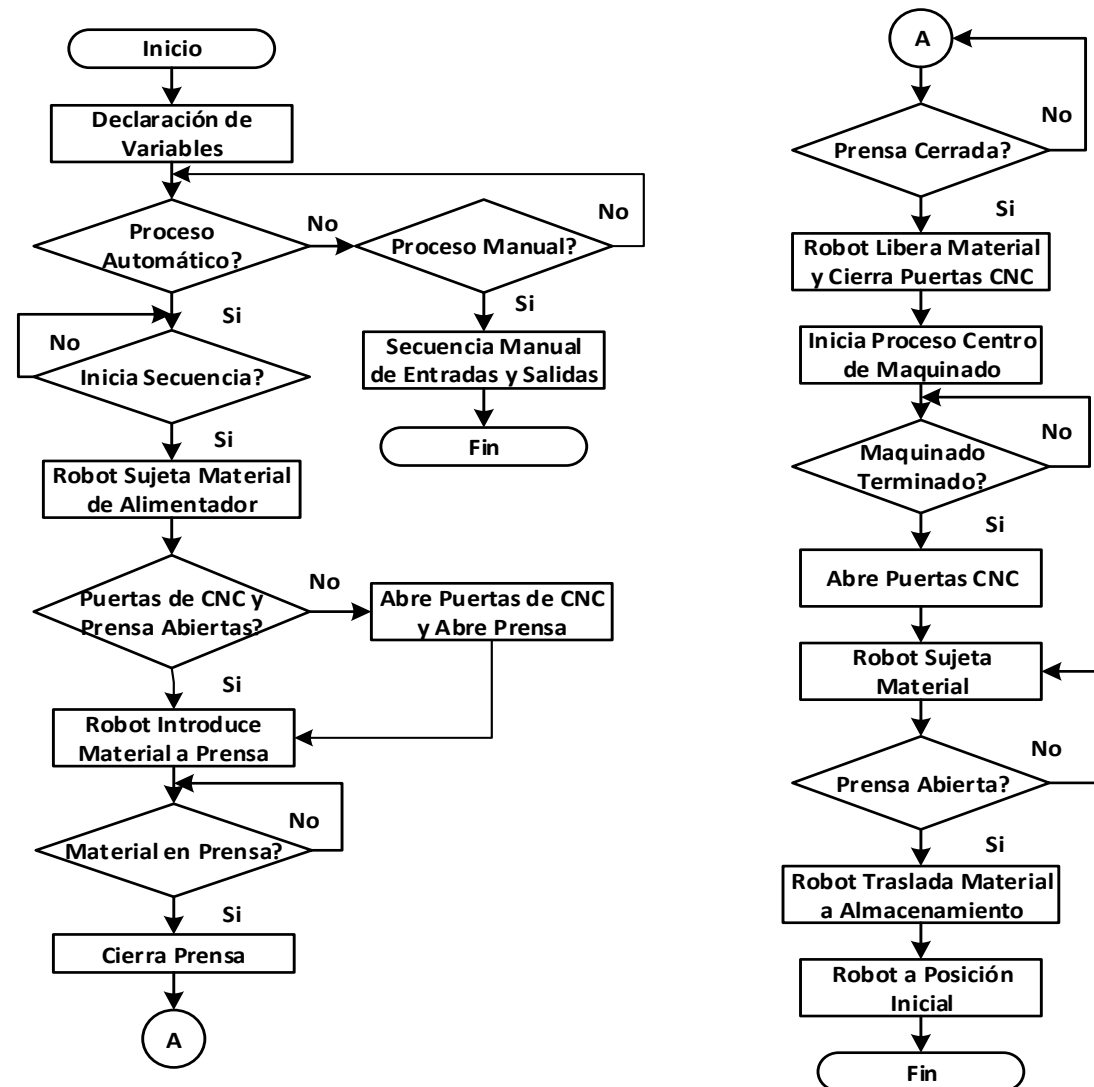 Inicio
Declaración de
Variables
Proceso
Automático?
No
Proceso Manual?
No
Si
Si
Secuencia Manual
de Entradas y Salidas
Fin
No
Inicia Secuencia?
Si
Robot Sujeta Material
de Alimentador
Puertas de CNC y
Prensa Abiertas?
No
Abre Puertas de CNC
y Abre Prensa
Si
Robot Introduce
Material a Prensa
Material en Prensa?
No
Si
Cierra Prensa
A
A
Prensa Cerrada?
No
Si
Robot Libera Material
y Cierra Puertas CNC
Inicia Proceso Centro
de Maquinado
Maquinado
Terminado?
No
Si
Abre Puertas CNC
Robot Sujeta
Material
Prensa Abierta?
No
Si
Robot Traslada Material
a Almacenamiento
Robot a Posición
Inicial
Fin